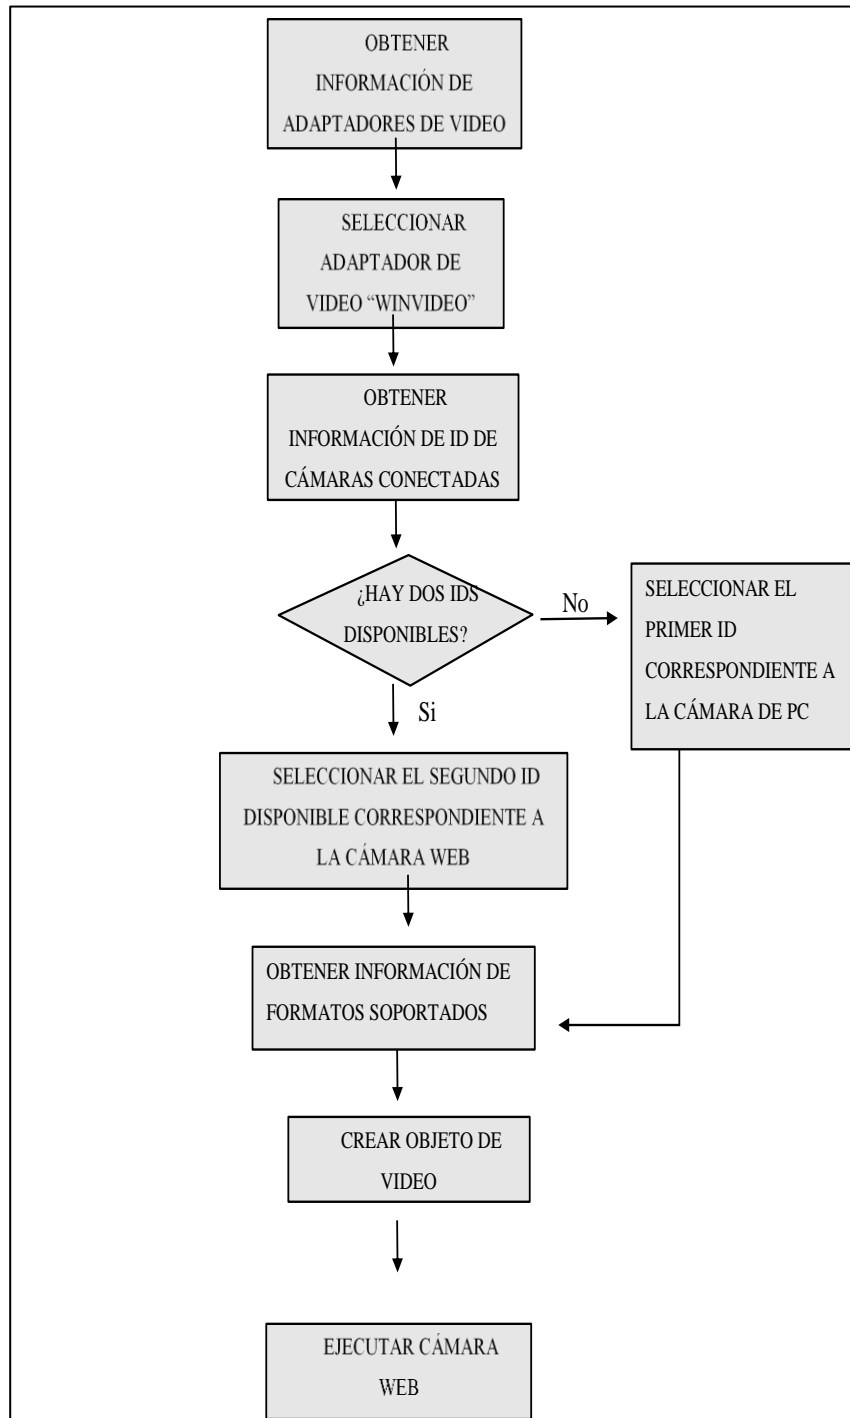 OBTENER
INFORMACIÓN DE
ADAPTADORES DE VIDEO
SELECCIONAR
ADAPTADOR DE
VIDEO “WINVIDEO”
OBTENER
INFORMACIÓN DE ID DE
CÁMARAS CONECTADAS
¿HAY DOS IDS
DISPONIBLES?
No
SELECCIONAR EL
PRIMER ID
CORRESPONDIENTE A
LA CÁMARA DE PC
Si
SELECCIONAR EL SEGUNDO ID
DISPONIBLE CORRESPONDIENTE A
LA CÁMARA WEB
OBTENER INFORMACIÓN DE
FORMATOS SOPORTADOS
CREAR OBJETO DE
VIDEO
EJECUTAR CÁMARA
WEB